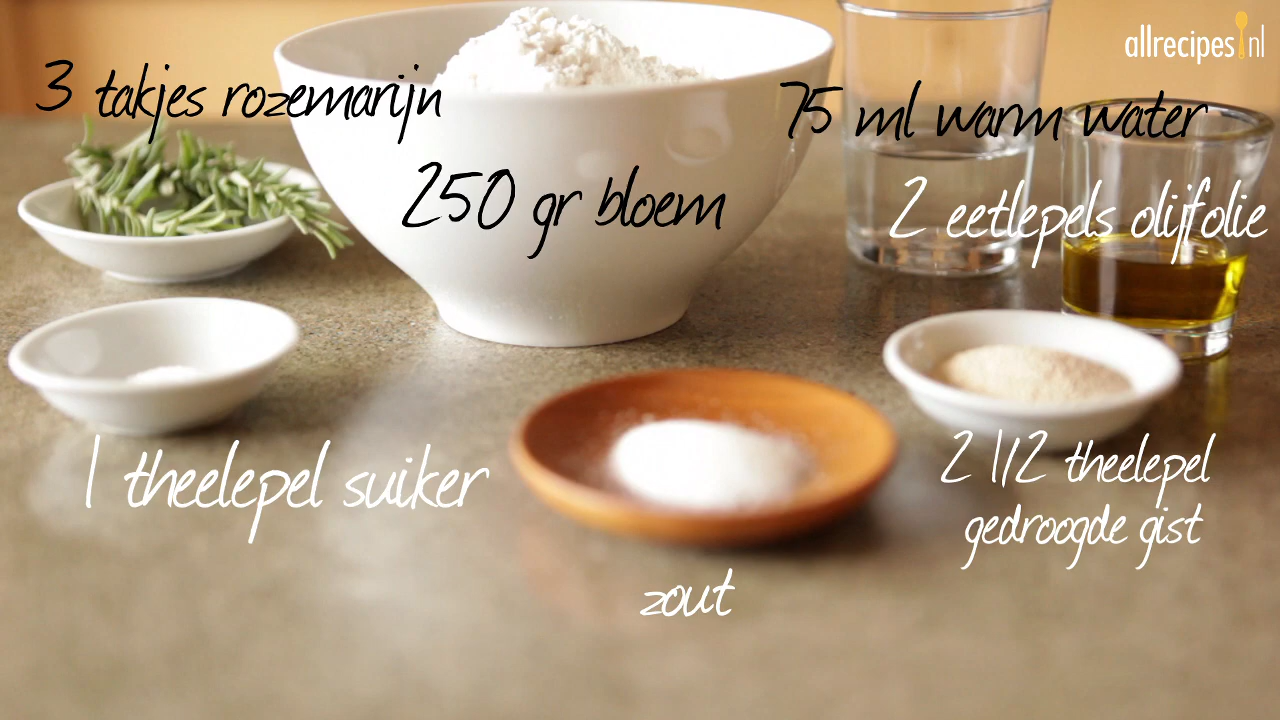 allrecipes nl
3 takjes rozemarijn
75 ml warm water
250 gr bloem
2 eetlepels olijfolie
1 theelepel suiker
2 1/2 theelepel
gedroogde gist
zout